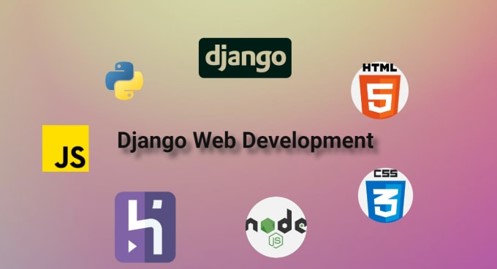 django
HTML
5
JS
Django Web Development
CSS
3
node
JS